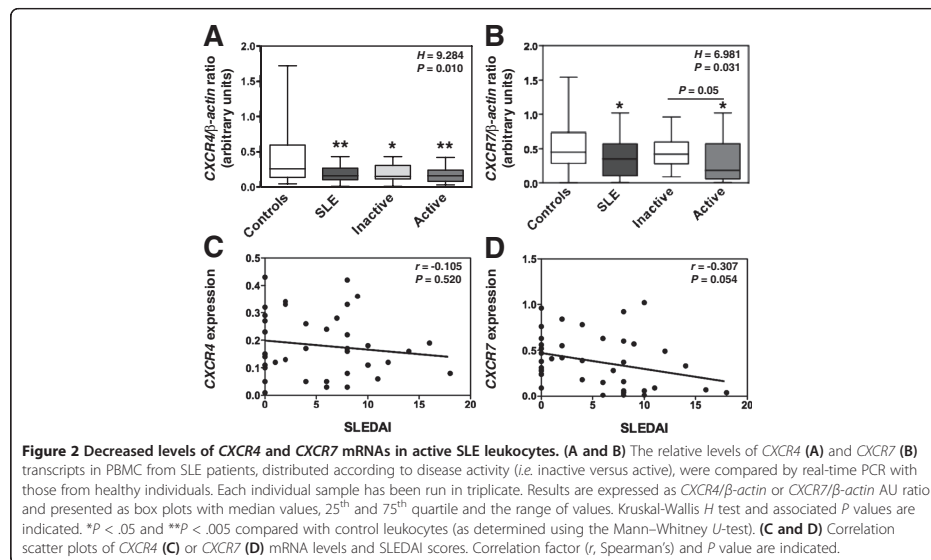 A
B
CXCR4/β-actin ratio
(arbitrary units)
2.0
1.5
1.0
0.5
0.0
H = 9.284
P = 0.010
**
*
**
Controls
SLE
Inactive
Active
CXCR7/β-actin ratio
(arbitrary units)
2.0
1.5
1.0
0.5
0.0
H = 6.981
P = 0.031
P = 0.05
*
*
Controls
SLE
Inactive
Active
C
D
CXCR4 expression
0.5
0.4
0.3
0.2
0.1
0.0
r = -0.105
P = 0.520
0 5 10 15 20
SLEDAI
CXCR7 expression
1.5
1.0
0.5
0.0
r = -0.307
P = 0.054
0 5 10 15 20
SLEDAI
Figure 2 Decreased levels of CXCR4 and CXCR7 mRNAs in active SLE leukocytes. (A and B) The relative levels of CXCR4 (A) and CXCR7 (B)
transcripts in PBMC from SLE patients, distributed according to disease activity (i.e. inactive versus active), were compared by real-time PCR with
those from healthy individuals. Each individual sample has been run in triplicate. Results are expressed as CXCR4/β-actin or CXCR7/β-actin AU ratio
and presented as box plots with median values, 25th and 75th quartile and the range of values. Kruskal-Wallis H test and associated P values are
indicated. *P < .05 and **P < .005 compared with control leukocytes (as determined using the Mann–Whitney U-test). (C and D) Correlation
scatter plots of CXCR4 (C) or CXCR7 (D) mRNA levels and SLEDAI scores. Correlation factor (r, Spearman's) and P value are indicated.